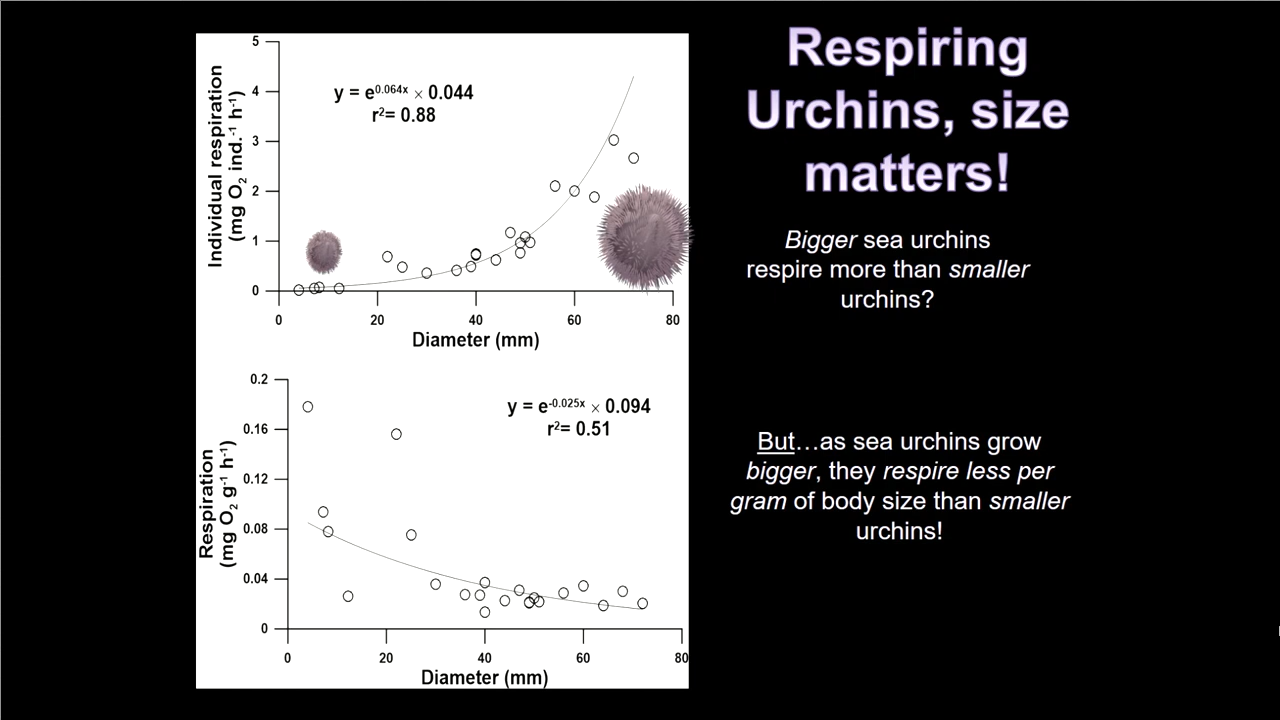 Respiring
Urchins, size
matters!
Bigger sea urchins
respire more than smaller
urchins?
But…as sea urchins grow
bigger, they respire less per
gram of body size than smaller
urchins!
5
4
3
2
1
0
Individual respiration
(mg O₂ ind.⁻¹ h⁻¹)
y = e⁰·⁰⁶⁴ˣ × 0.044
r²= 0.88
0 20 40 60 80
Diameter (mm)
0.2
0.16
0.12
0.08
0.04
0
Respiration
(mg O₂ g⁻¹ h⁻¹)
y = e⁻⁰·⁰²⁵ˣ × 0.094
r²= 0.51
0 20 40 60 80
Diameter (mm)